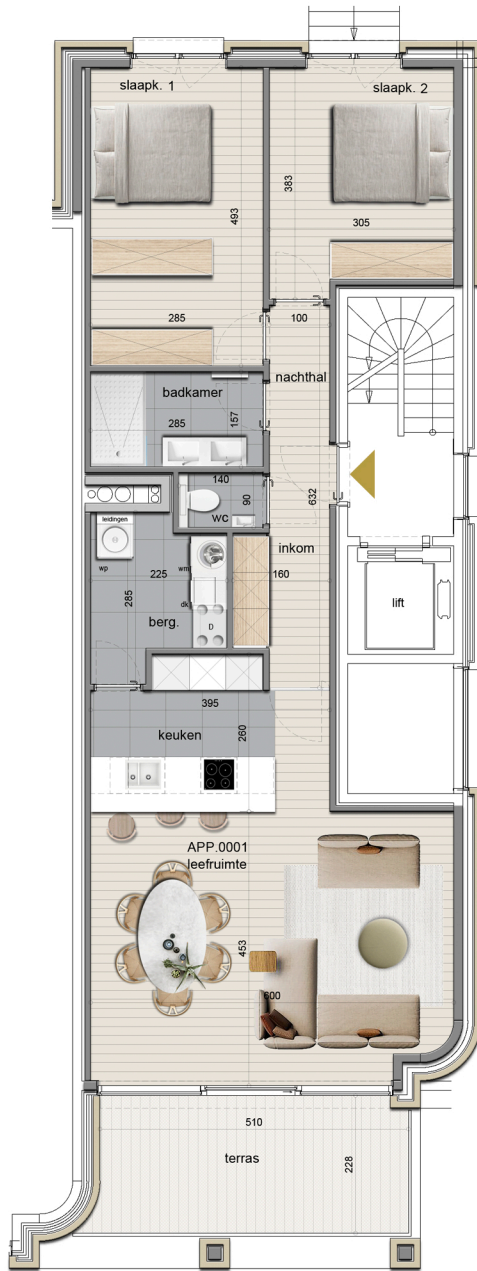 slaapk. 1
slaapk. 2
383
493
305
285
100
nachthal
badkamer
285
157
140
90
wc
632
leidingen
inkom
wp
225
wm
160
285
dk
lift
berg.
D
395
keuken
260
APP.0001
leefruimte
453
600
510
terras
228